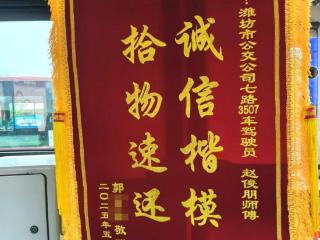 :潍坊市公交公司七路
3507车驾驶员 赵俊朋师傅
诚信楷模
拾物速还
郭 敬
二〇二五年五